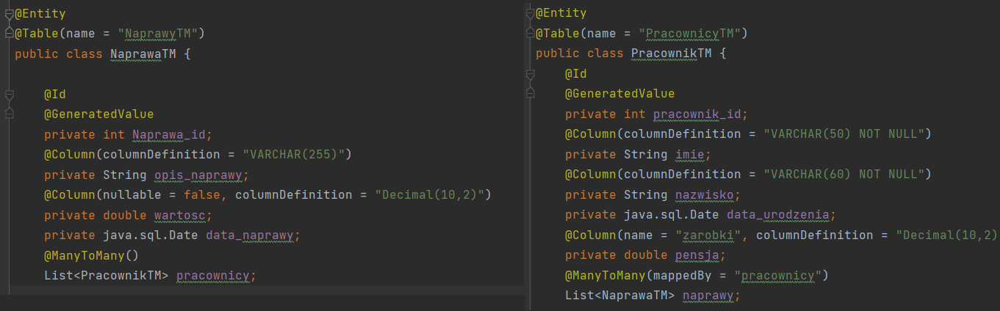 @Entity
@Table(name = "NaprawyTM")
public class NaprawaTM {
@Id
@GeneratedValue
private int Naprawa_id;
@Column(columnDefinition = "VARCHAR(255)")
private String opis_naprawy;
@Column(nullable = false, columnDefinition = "Decimal(10,2)")
private double wartosc;
private java.sql.Date data_naprawy;
@ManyToMany()
List<PracownikTM> pracownicy;
@Entity
@Table(name = "PracownicyTM")
public class PracownikTM {
@Id
@GeneratedValue
private int pracownik_id;
@Column(columnDefinition = "VARCHAR(50) NOT NULL")
private String imie;
@Column(columnDefinition = "VARCHAR(60) NOT NULL")
private String nazwisko;
private java.sql.Date data_urodzenia;
@Column(name = "zarobki", columnDefinition = "Decimal(10,2)
private double pensja;
@ManyToMany(mappedBy = "pracownicy")
List<NaprawaTM> naprawy;